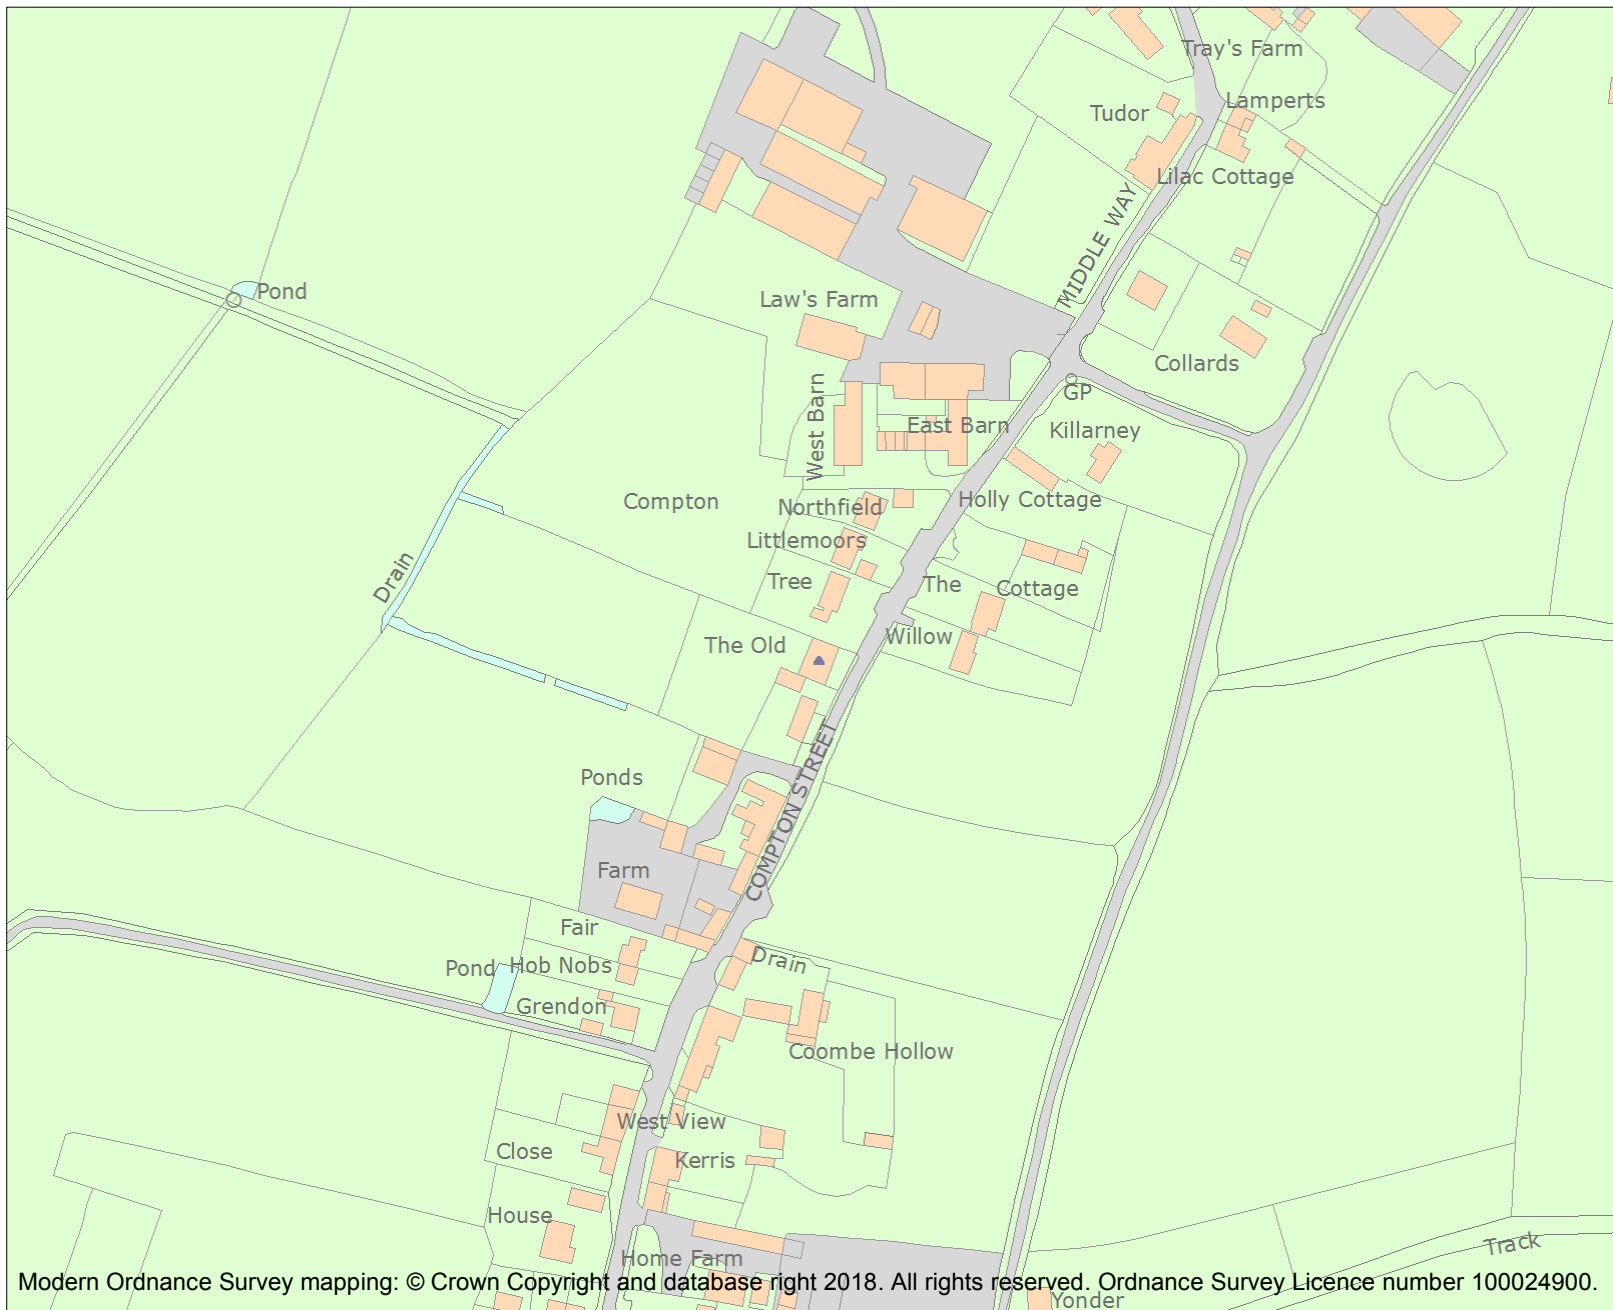 Tray's Farm
Lamperts
Tudor
Lilac Cottage
MIDDLE WAY
Pond
Law's Farm
Collards
GP
West Barn
East Barn
Killarney
Compton
Northfield
Holly Cottage
Littlemoors
Drain
Tree
The
Cottage
Willow
The Old
COMPTON STREET
Ponds
Farm
Fair
Drain
Pond
Hob Nobs
Grendon
Coombe Hollow
West View
Close
Kerris
House
Home Farm
Track
Modern Ordnance Survey mapping: © Crown Copyright and database right 2018. All rights reserved. Ordnance Survey Licence number 100024900.
Yonder